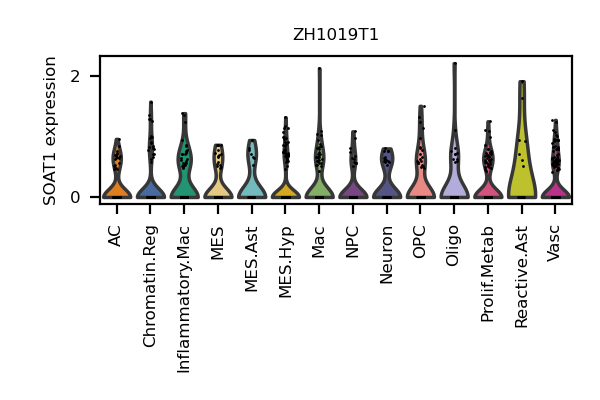 ZH1019T1
SOAT1 expression
2
0
AC
Chromatin.Reg
Inflammatory.Mac
MES
MES.Ast
MES.Hyp
Mac
NPC
Neuron
OPC
Oligo
Prolif.Metab
Reactive.Ast
Vasc